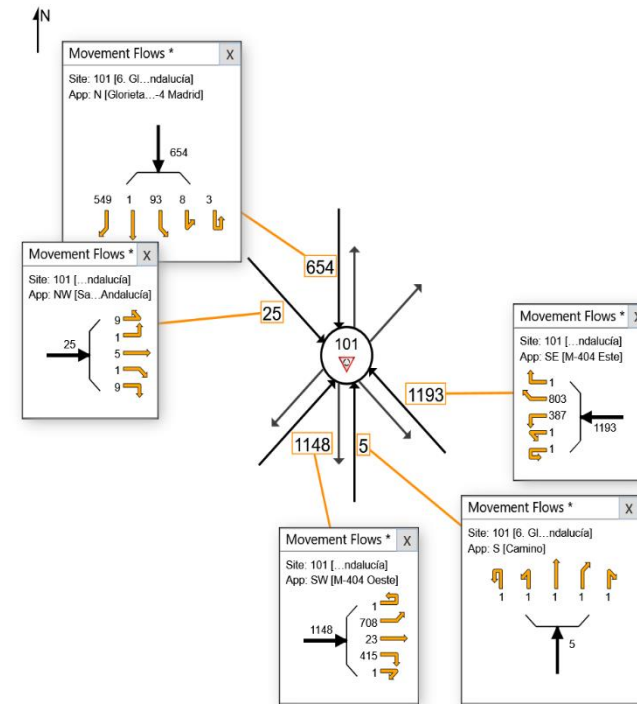 N
Movement Flows * X
Site: 101 [6. Gl...ndalucía]
App: N [Glorieta...-4 Madrid]
654
549 1 93 8 3
Movement Flows * X
Site: 101 [...ndalucía]
App: NW [Sa...Andalucía]
25
9
1
5
1
9
654
25
101
1193
1148
5
Movement Flows *
Site: 101 [...ndalucía]
App: SE [M-404 Este]
1
803
387
1
1
1193
Movement Flows * X
Site: 101 [...ndalucía]
App: SW [M-404 Oeste]
1148
1
708
23
415
1
Movement Flows * X
Site: 101 [6. Gl...ndalucía]
App: S [Camino]
1 1 1 1 1
5